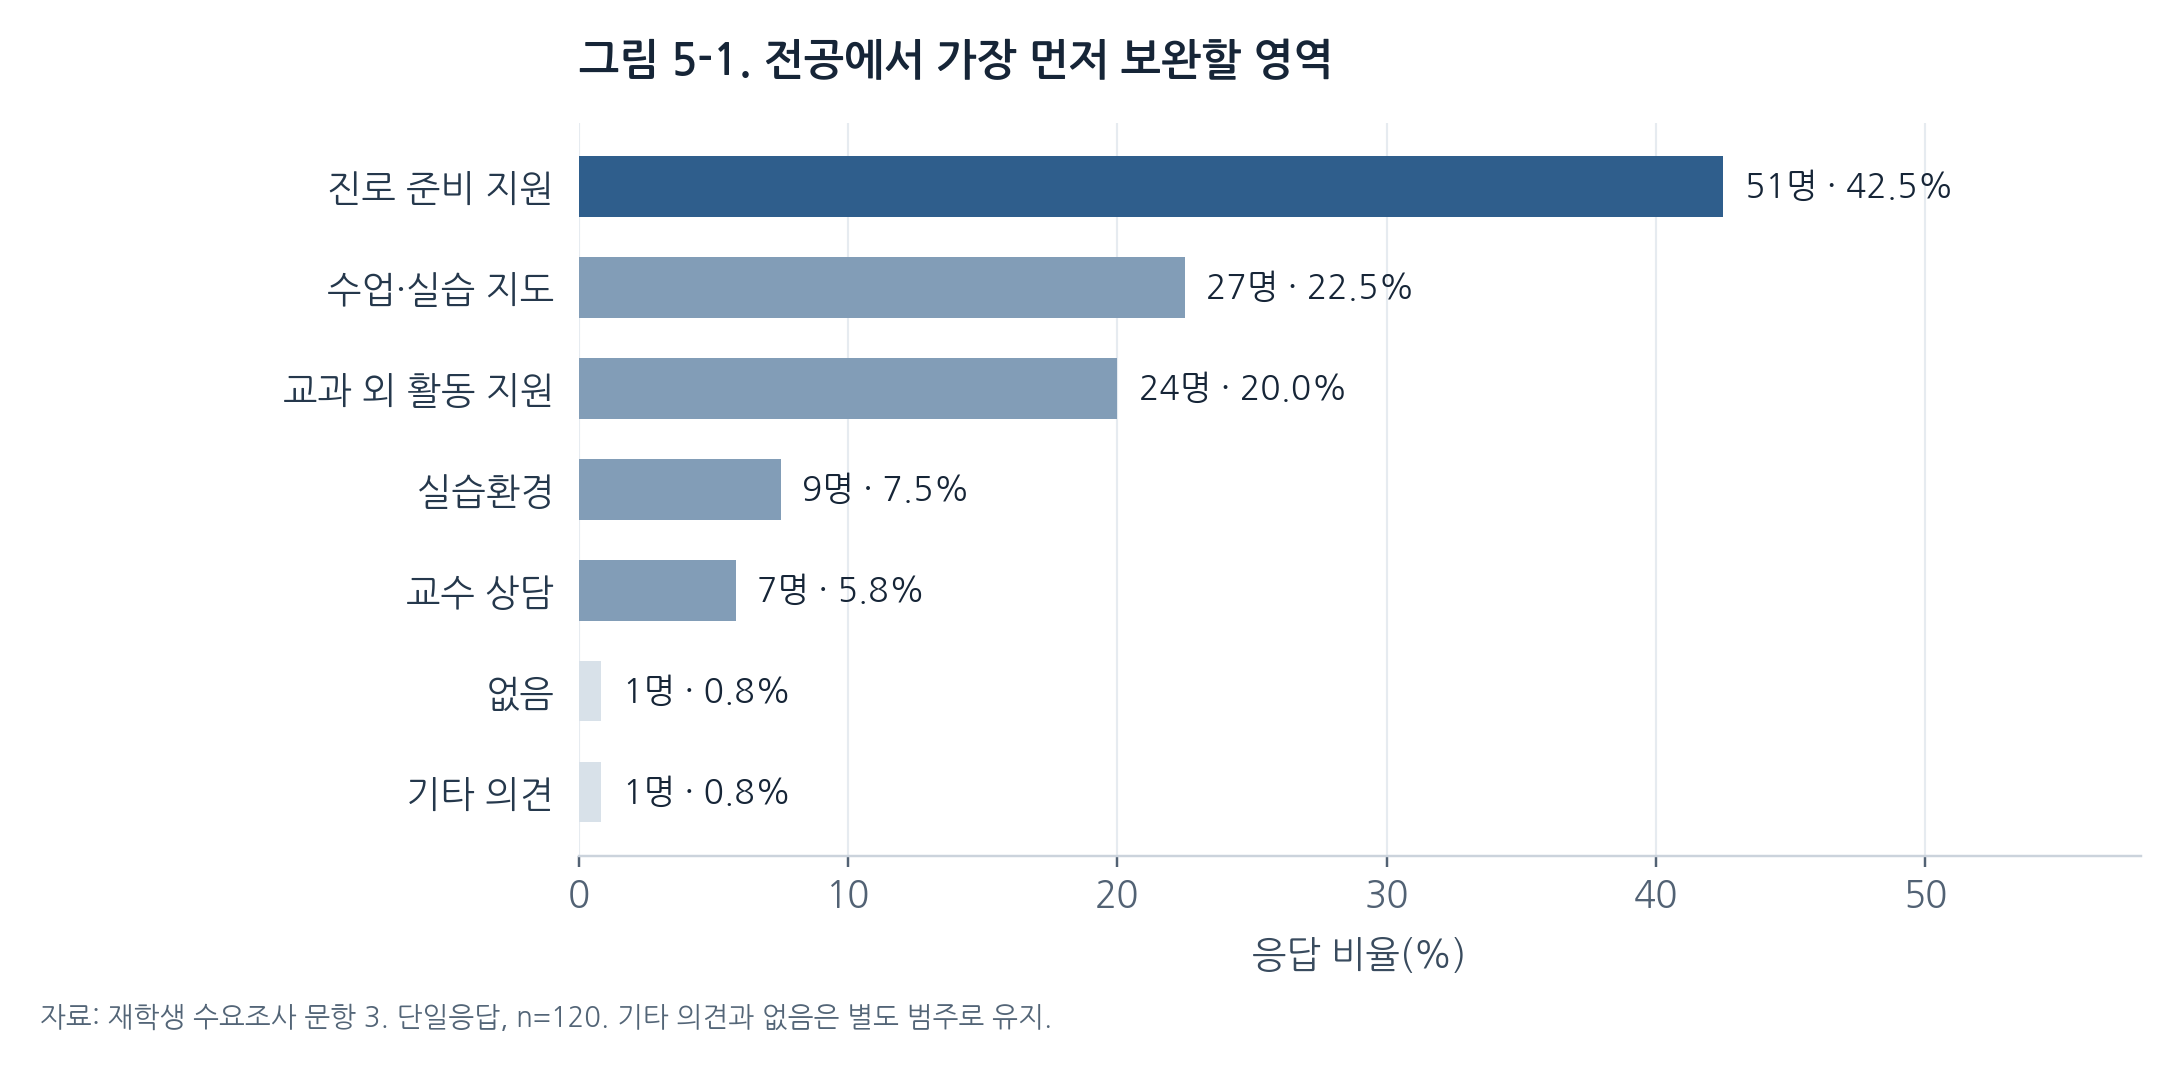 그림 5-1. 전공에서 가장 먼저 보완할 영역
진로 준비 지원 51명 · 42.5%
수업·실습 지도 27명 · 22.5%
교과 외 활동 지원 24명 · 20.0%
실습환경 9명 · 7.5%
교수 상담 7명 · 5.8%
없음 1명 · 0.8%
기타 의견 1명 · 0.8%
0 10 20 30 40 50
응답 비율(%)
자료: 재학생 수요조사 문항 3. 단일응답, n=120. 기타 의견과 없음은 별도 범주로 유지.